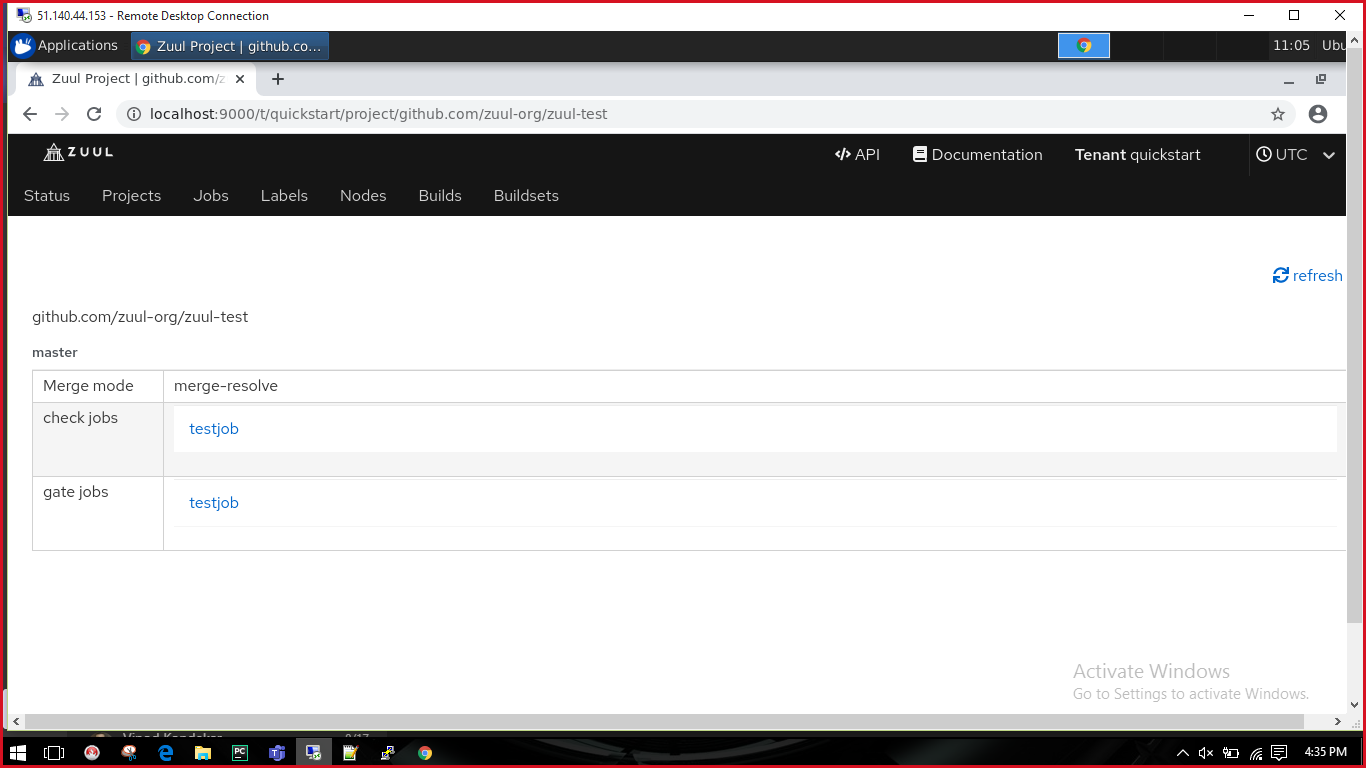 51.140.44.153 - Remote Desktop Connection
Applications
Zuul Project | github.co...
11:05
Ubu
Zuul Project | github.com/z
localhost:9000/t/quickstart/project/github.com/zuul-org/zuul-test
ZUUL
API
Documentation
Tenant quickstart
UTC
Status
Projects
Jobs
Labels
Nodes
Builds
Buildsets
refresh
github.com/zuul-org/zuul-test
master
Merge mode
merge-resolve
check jobs
testjob
gate jobs
testjob
Activate Windows
Go to Settings to activate Windows.
PC
4:35 PM